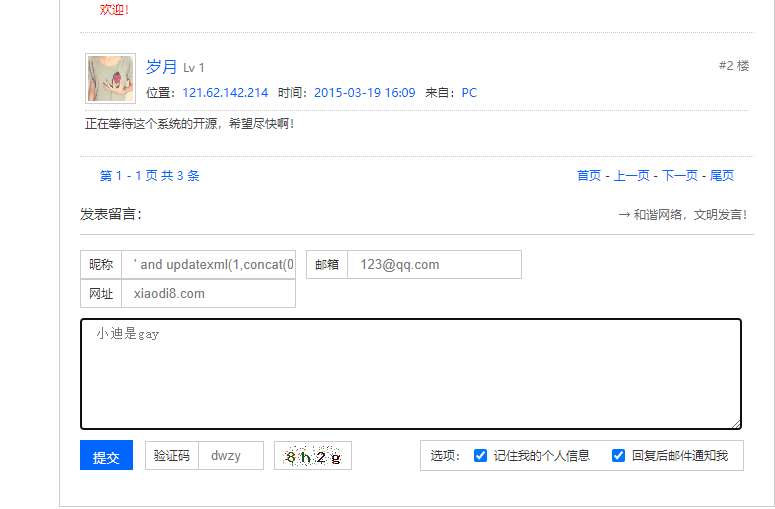 欢迎!
岁月 Lv 1 #2 楼
位置: 121.62.142.214 时间: 2015-03-19 16:09 来自: PC
正在等待这个系统的开源，希望尽快啊!
第 1 - 1 页 共 3 条 首页 - 上一页 - 下一页 - 尾页
发表留言: → 和谐网络，文明发言!
昵称 ' and updatexml(1,concat(0 邮箱 123@qq.com
网址 xiaodi8.com
小迪是gay
提交 验证码 dwzy 8h2g 选项: 记住我的个人信息 回复后邮件通知我